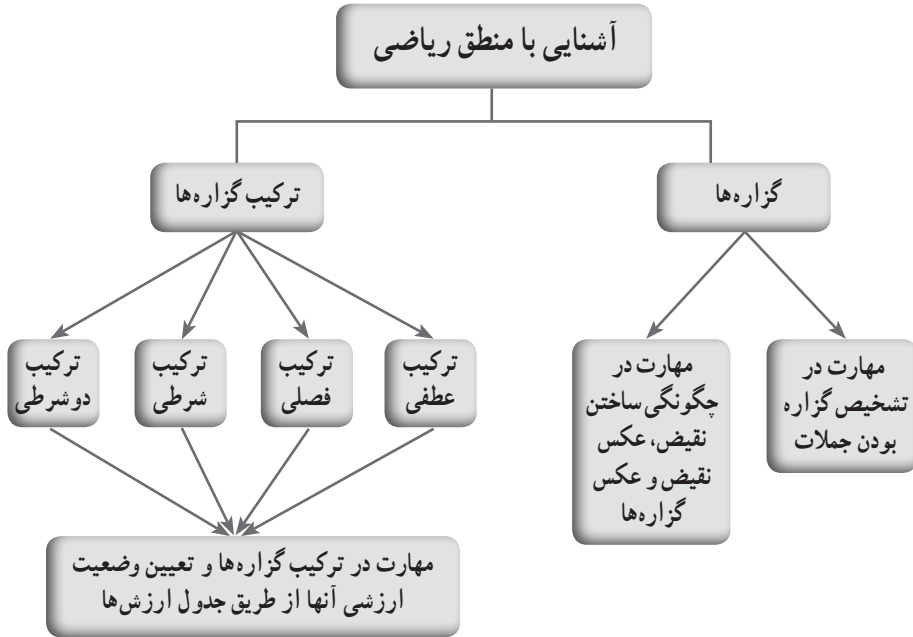 آشنایی با منطق ریاضی
گزاره‌ها
ترکیب گزاره‌ها
مهارت در
تشخیص گزاره
بودن جملات
مهارت در
چگونگی ساختن
نقیض، عکس
نقیض و عکس
گزاره‌ها
ترکیب
عطفی
ترکیب
فصلی
ترکیب
شرطی
ترکیب
دوشرطی
مهارت در ترکیب گزاره‌ها و تعیین وضعیت
ارزشی آنها از طریق جدول ارزش‌ها